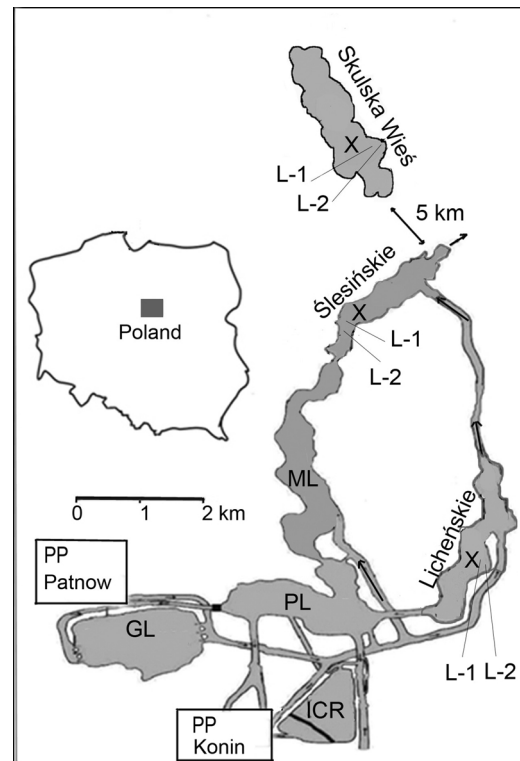 Skulska Wieś
X
L-1
L-2
5 km
Ślesińskie
X
L-1
L-2
Poland
ML
0 1 2 km
Licheńskie
X
L-1 L-2
PP
Patnow
PL
GL
ICR
PP
Konin